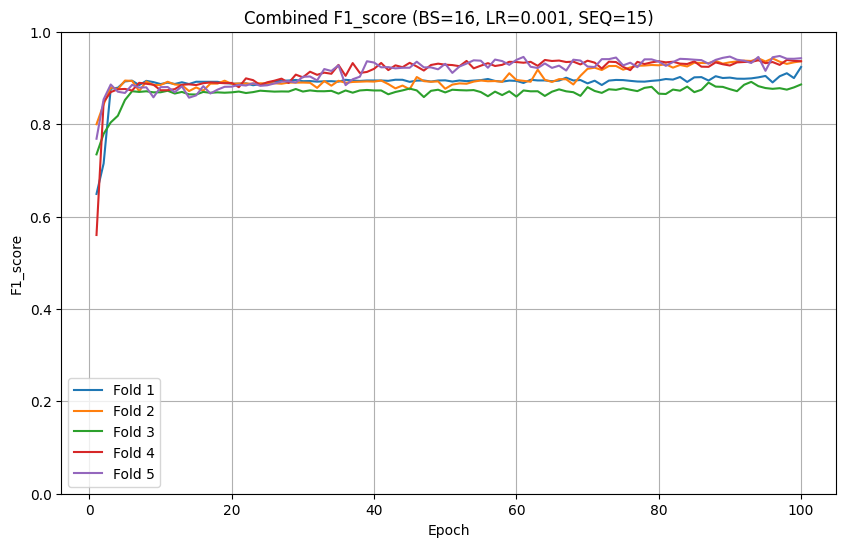 Combined F1_score (BS=16, LR=0.001, SEQ=15)
F1_score
1.0
0.8
0.6
0.4
0.2
0.0
Fold 1
Fold 2
Fold 3
Fold 4
Fold 5
0 20 40 60 80 100
Epoch